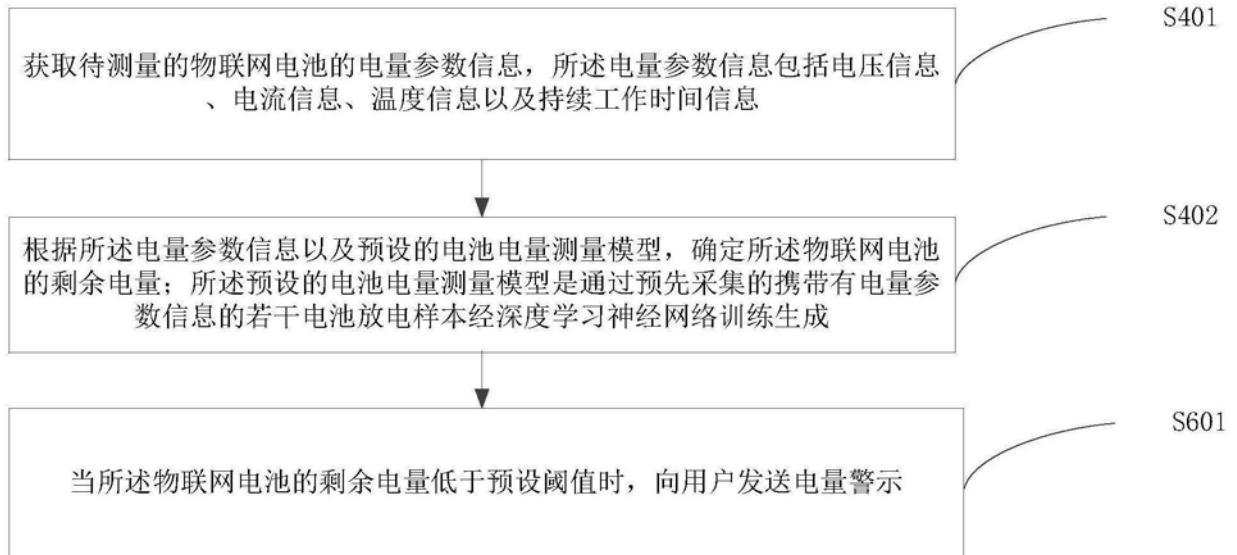 S401
获取待测量的物联网电池的电量参数信息，所述电量参数信息包括电压信息
、电流信息、温度信息以及持续工作时间信息
S402
根据所述电量参数信息以及预设的电池电量测量模型，确定所述物联网电池
的剩余电量；所述预设的电池电量测量模型是通过预先采集的携带有电量参
数信息的若干电池放电样本经深度学习神经网络训练生成
S601
当所述物联网电池的剩余电量低于预设阈值时，向用户发送电量警示